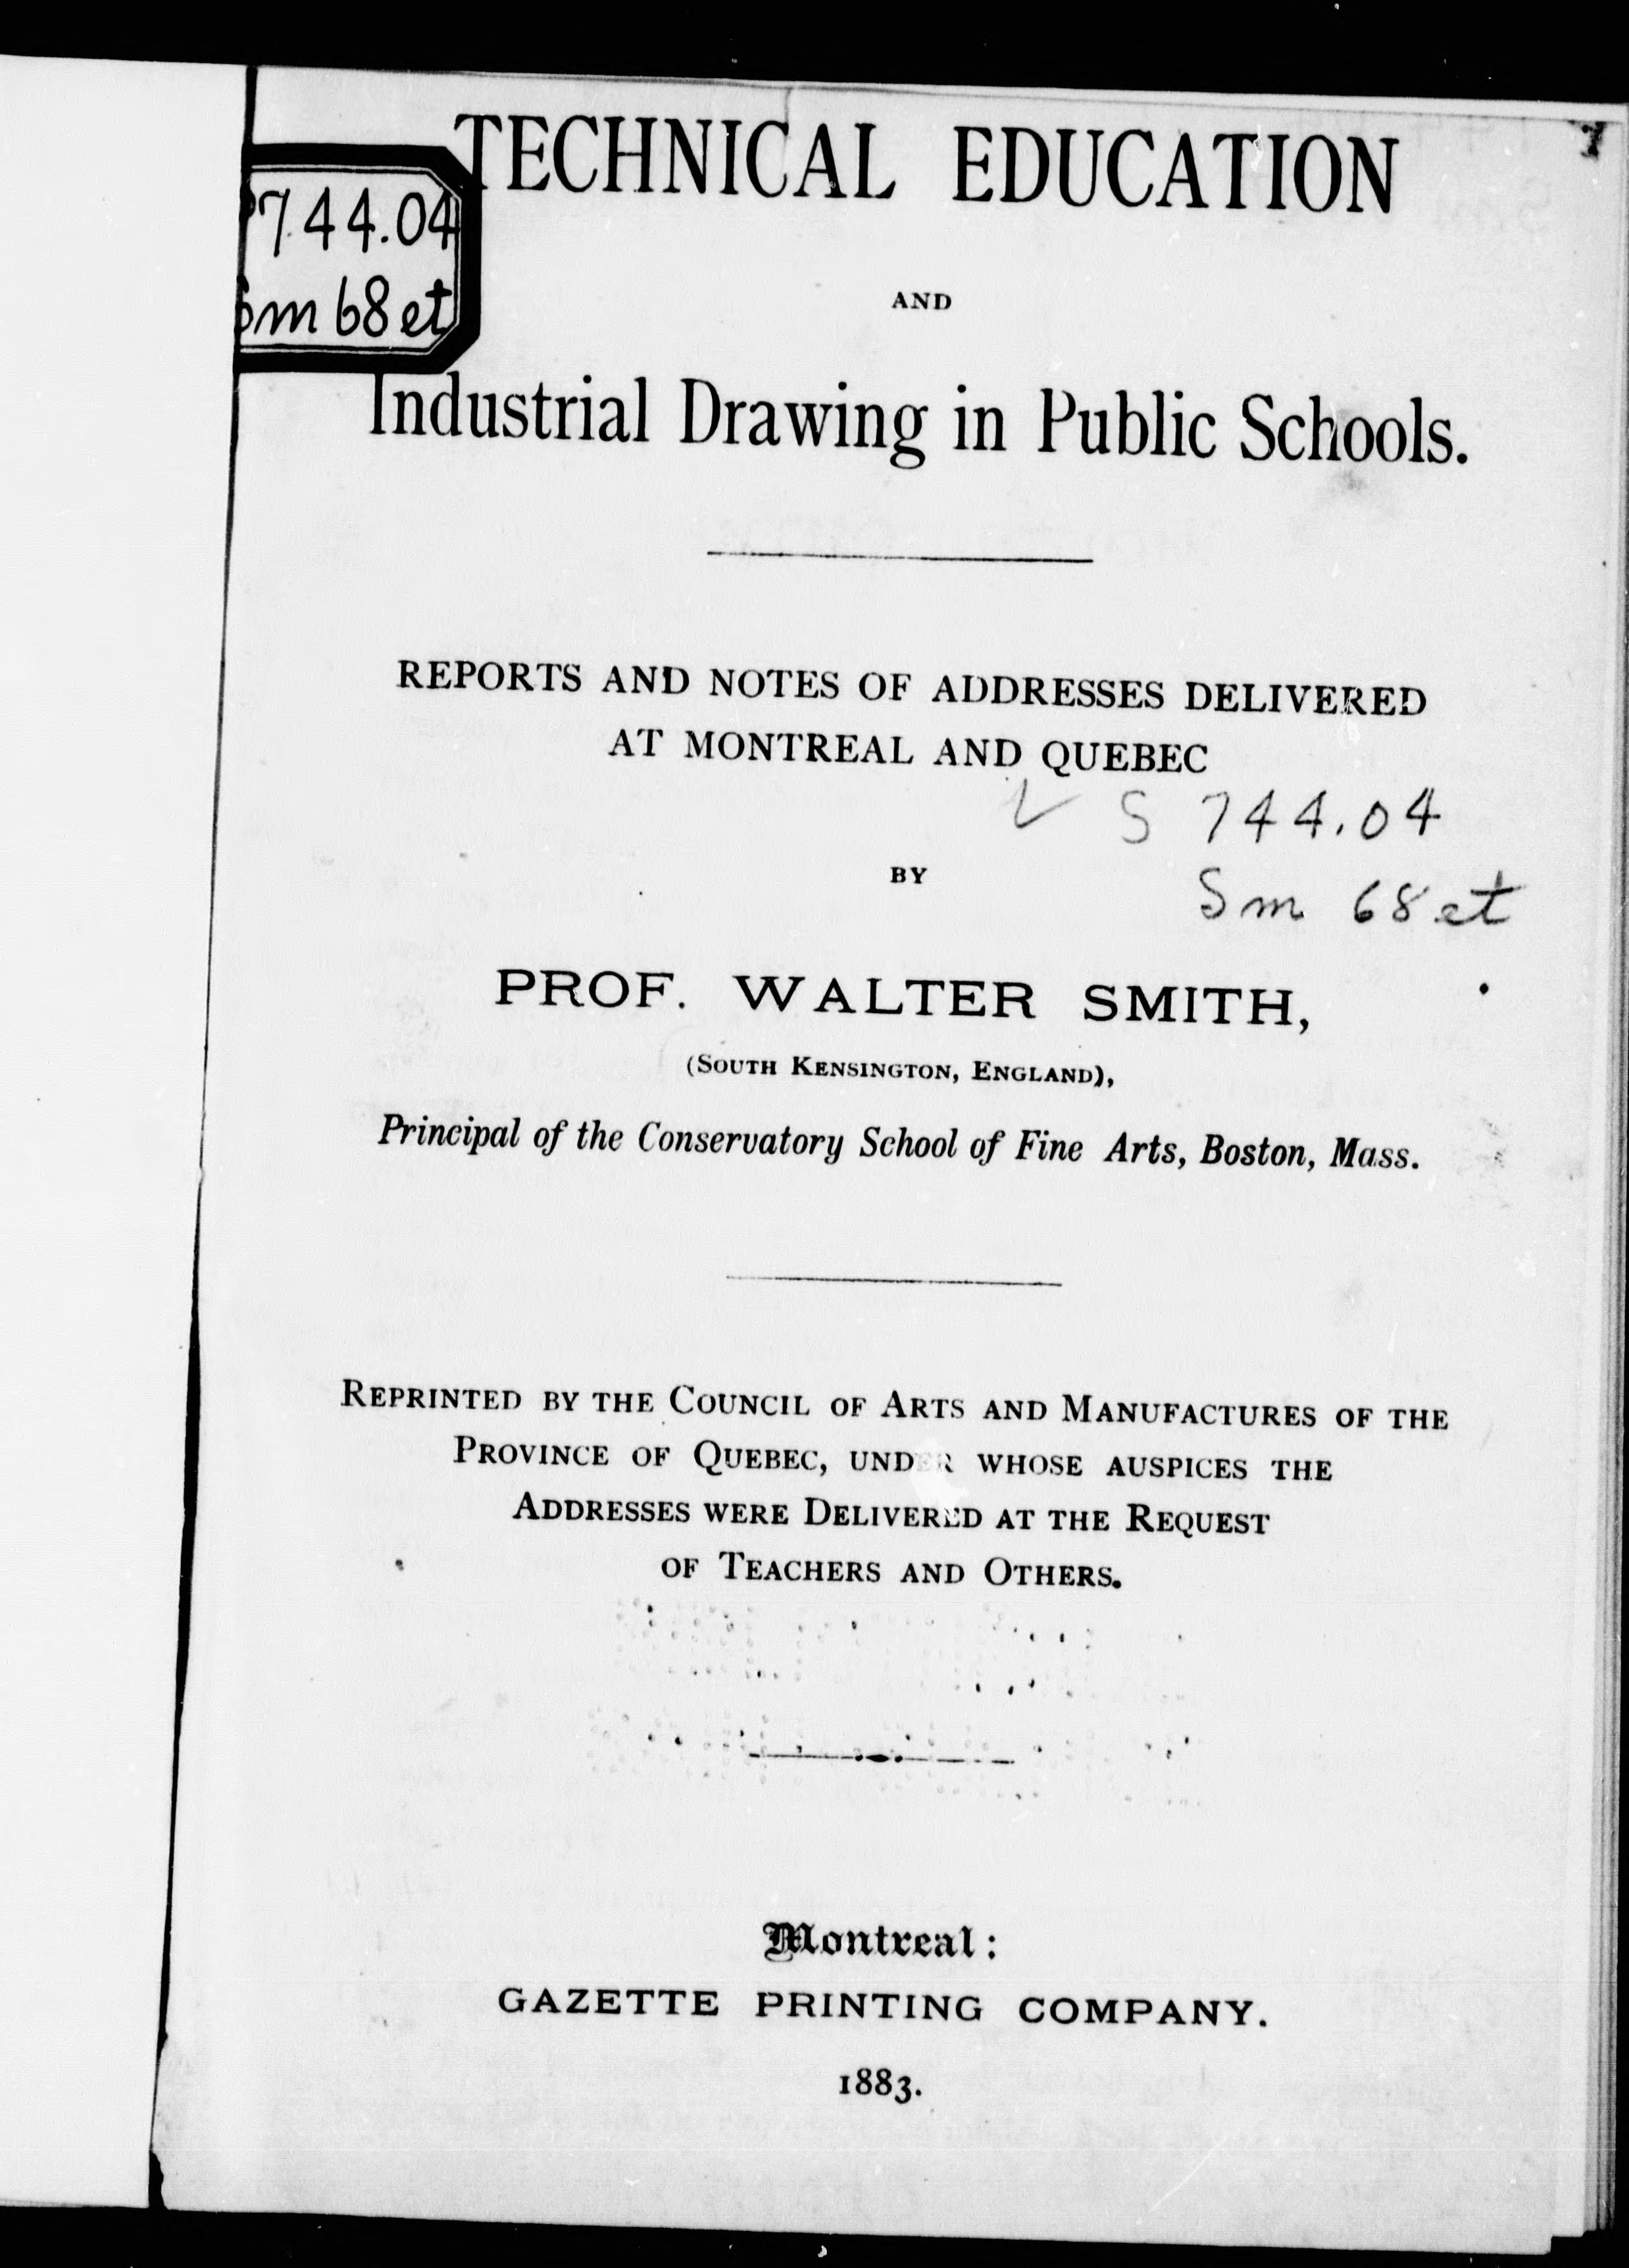 TECHNICAL EDUCATION
744.04
Sm 68 et
AND
Industrial Drawing in Public Schools.
REPORTS AND NOTES OF ADDRESSES DELIVERED
AT MONTREAL AND QUEBEC
S 744.04
BY
Sm 68 et
PROF. WALTER SMITH,
(SOUTH KENSINGTON, ENGLAND),
Principal of the Conservatory School of Fine Arts, Boston, Mass.
REPRINTED BY THE COUNCIL OF ARTS AND MANUFACTURES OF THE
PROVINCE OF QUEBEC, UNDER WHOSE AUSPICES THE
ADDRESSES WERE DELIVERED AT THE REQUEST
OF TEACHERS AND OTHERS.
Montreal:
GAZETTE PRINTING COMPANY.
1883.